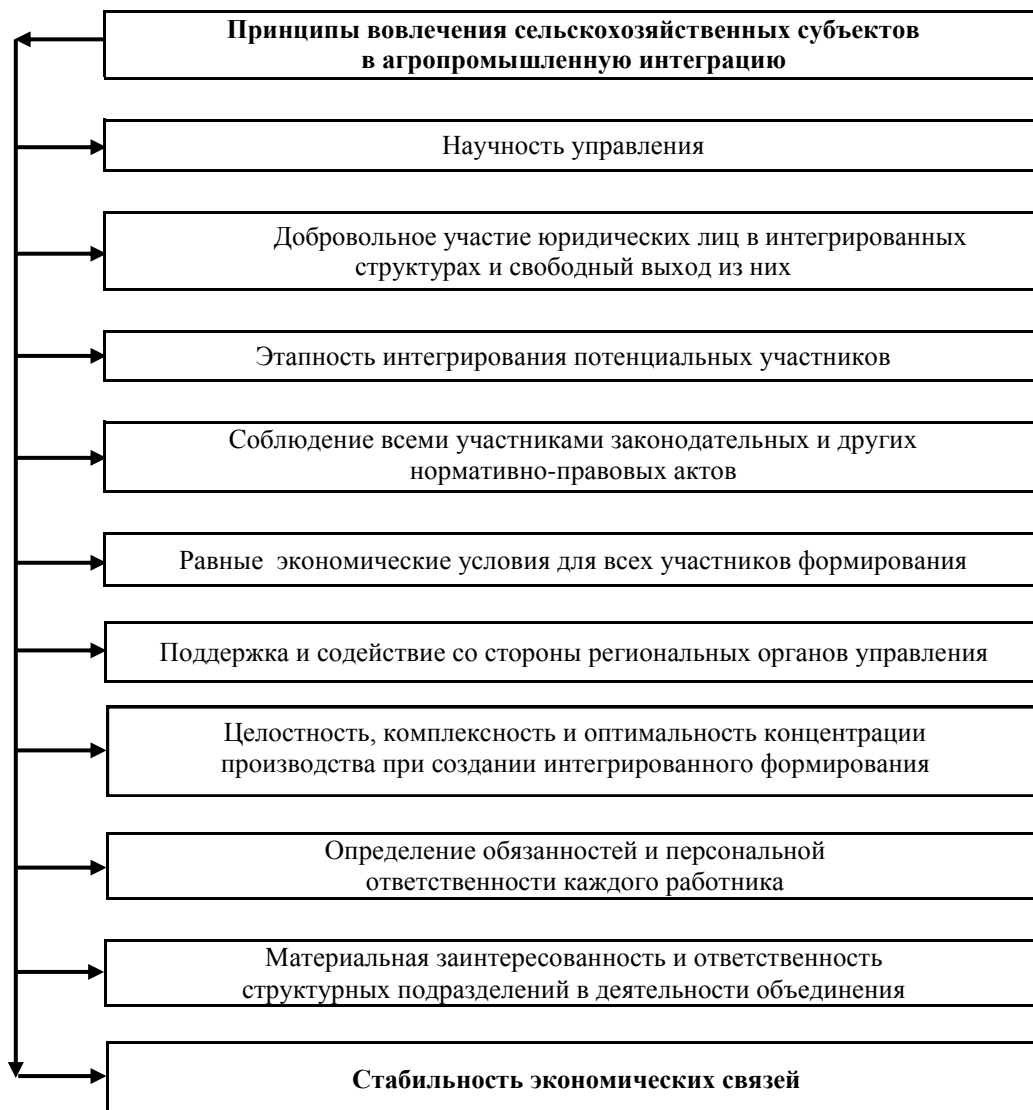 Принципы вовлечения сельскохозяйственных субъектов
в агропромышленную интеграцию
Научность управления
Добровольное участие юридических лиц в интегрированных
структурах и свободный выход из них
Этапность интегрирования потенциальных участников
Соблюдение всеми участниками законодательных и других
нормативно-правовых актов
Равные экономические условия для всех участников формирования
Поддержка и содействие со стороны региональных органов управления
Целостность, комплексность и оптимальность концентрации
производства при создании интегрированного формирования
Определение обязанностей и персональной
ответственности каждого работника
Материальная заинтересованность и ответственность
структурных подразделений в деятельности объединения
Стабильность экономических связей